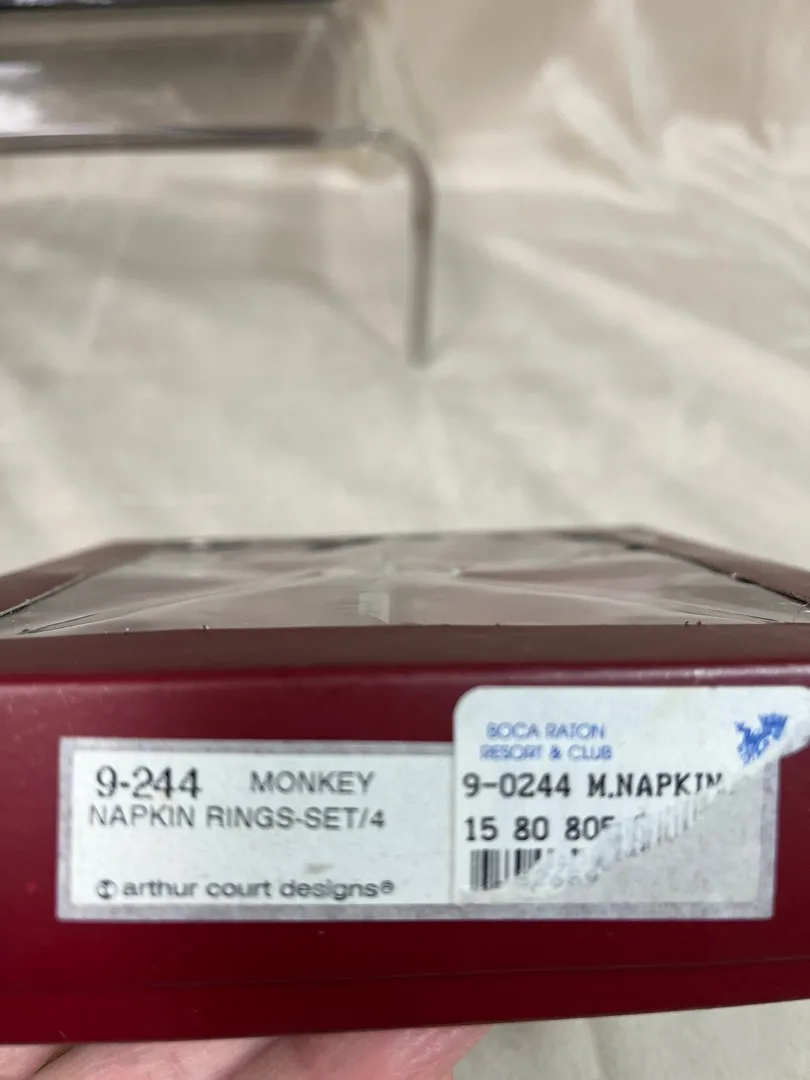 9-244 MONKEY
NAPKIN RINGS-SET/4
arthur court designs®
BOCA RATON
RESORT & CLUB
9-0244 M.NAPKIN
15 80 805